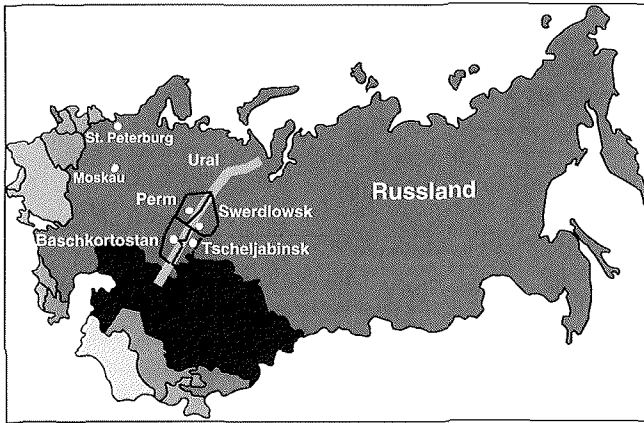 St. Peterburg
Moskau
Ural
Russland
Perm
Swerdlowsk
Baschkortostan
Tscheljabinsk